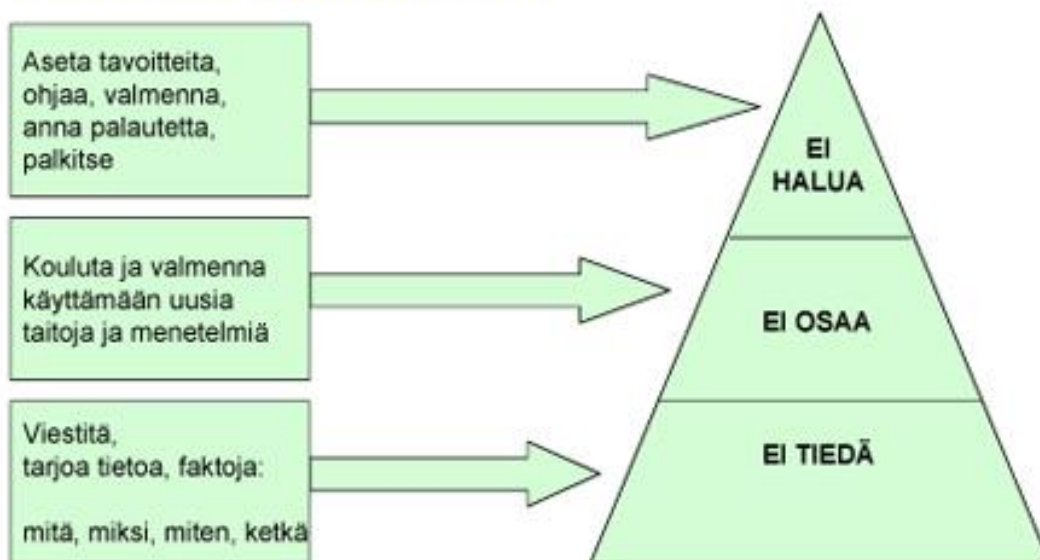 Aseta tavoitteita,
ohjaa, valmenna,
anna palautetta,
palkitse
EI
HALUA
Kouluta ja valmenna
käyttämään uusia
taitoja ja menetelmiä
EI OSAA
Viestitä,
tarjoa tietoa, faktoja:
mitä, miksi, miten, ketkä
EI TIEDÄ